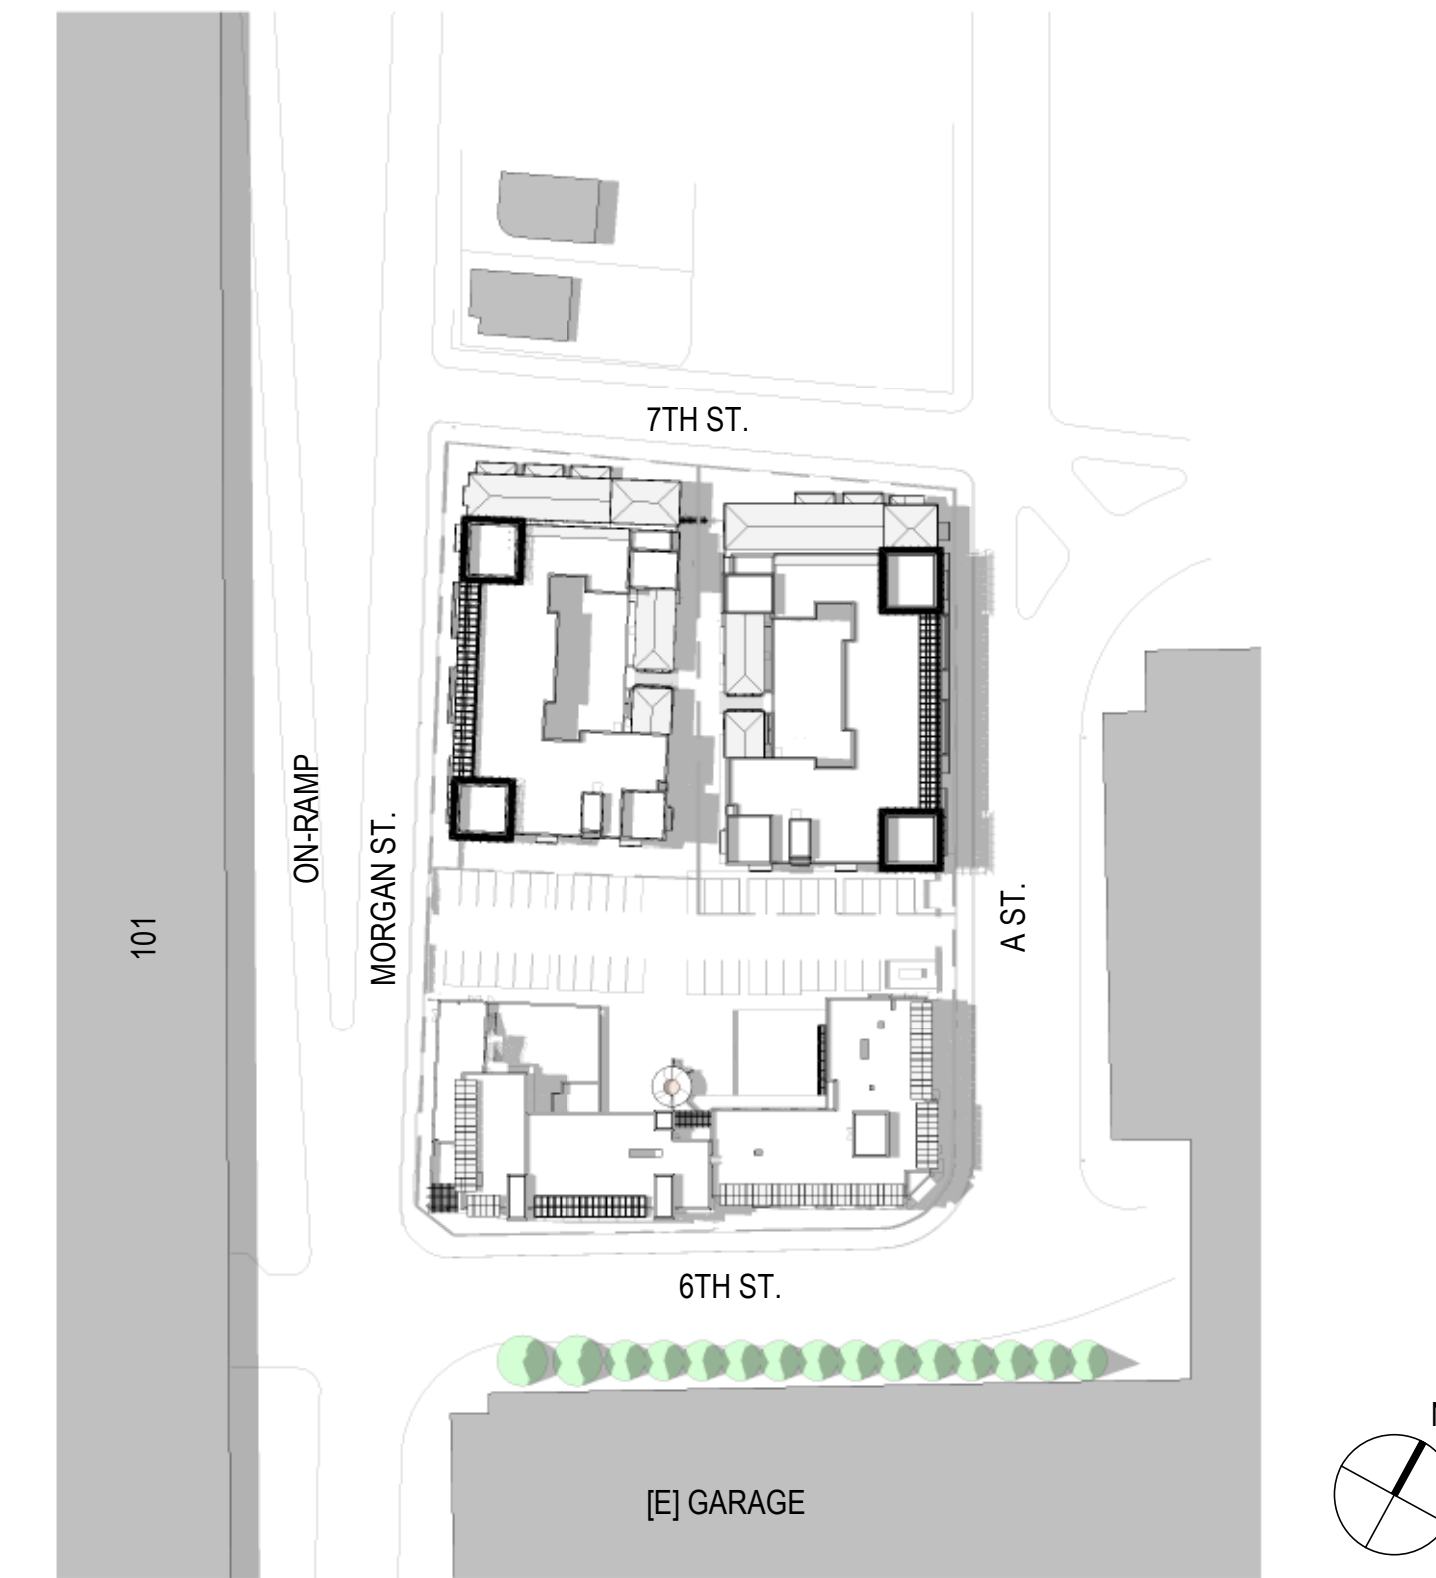 7TH ST.
ON-RAMP
MORGAN ST.
101
A ST.
6TH ST.
N
[E] GARAGE